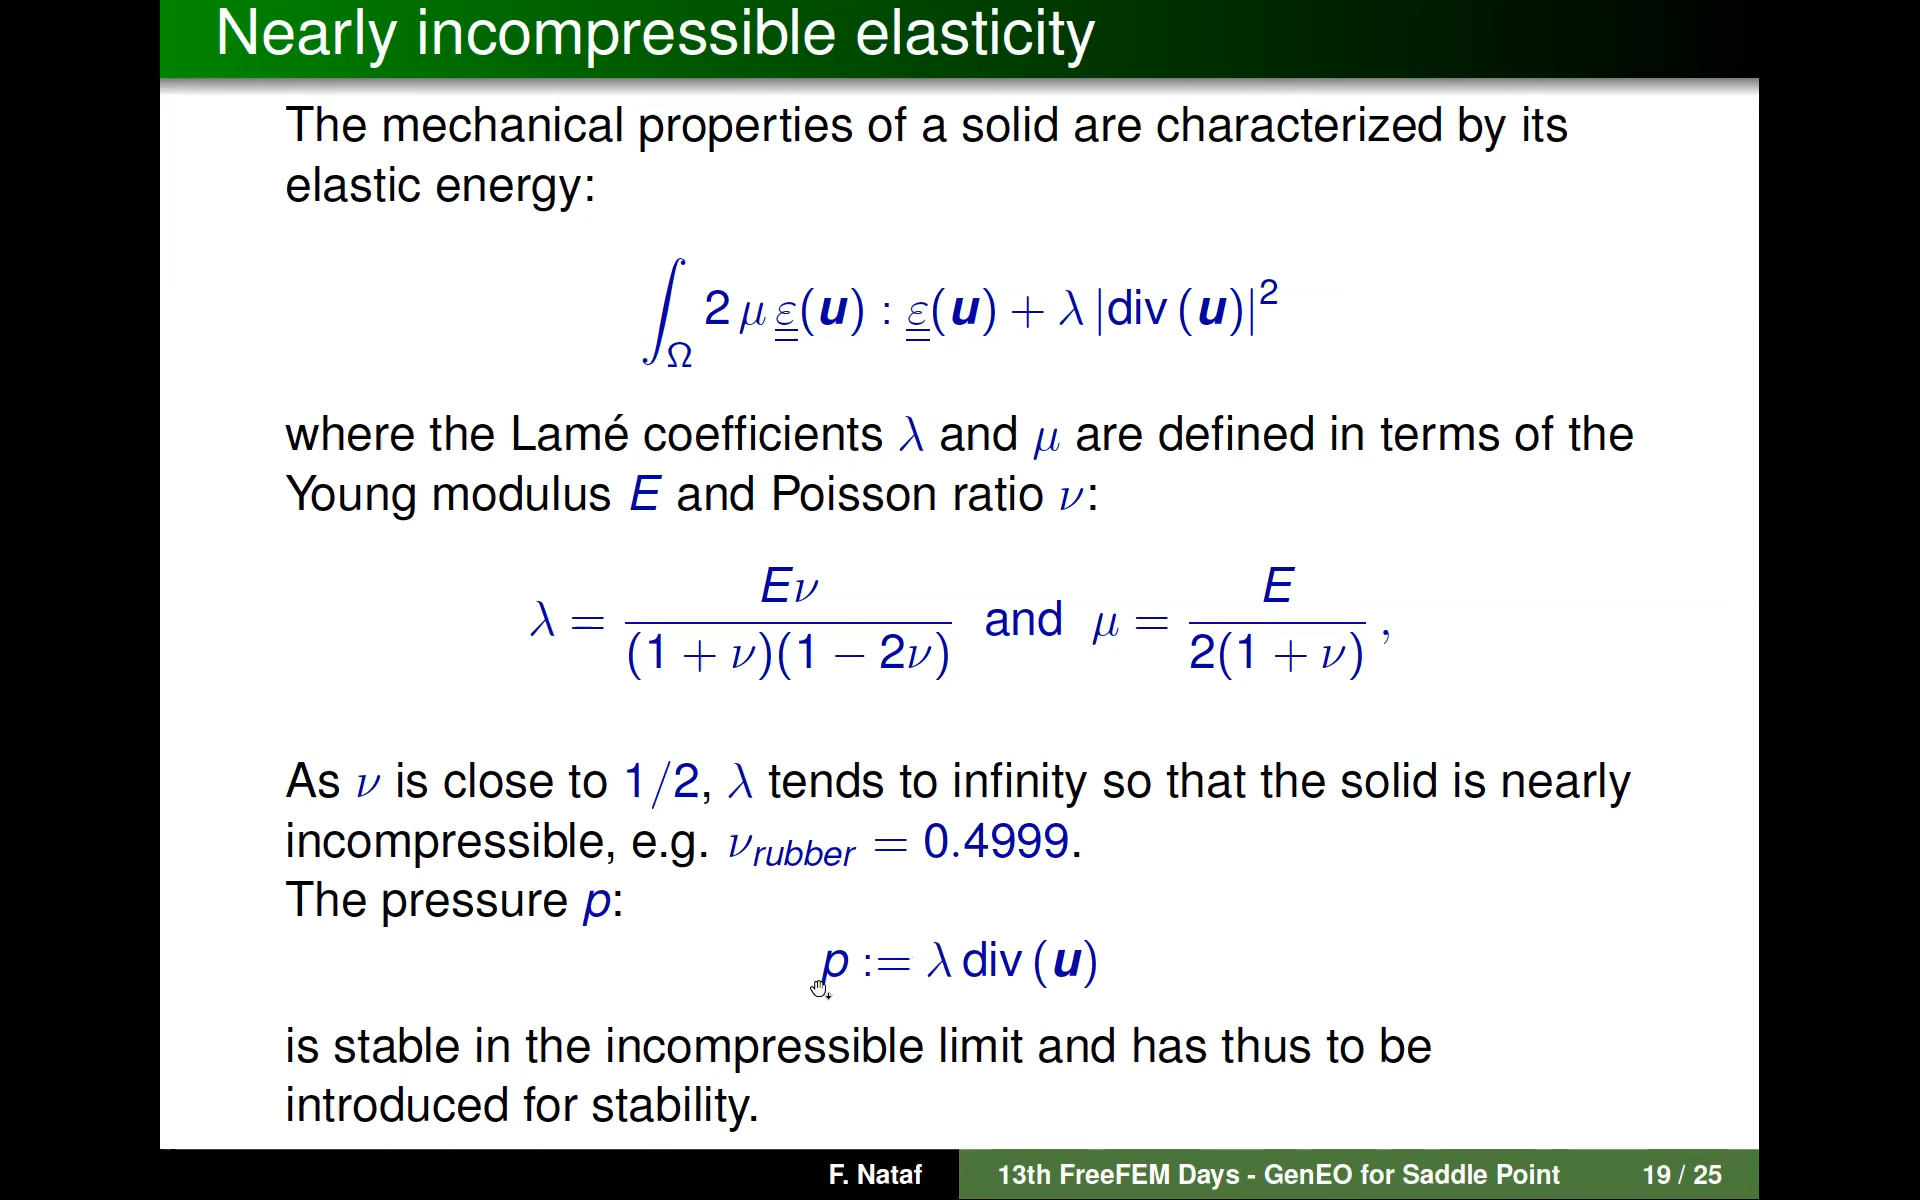 Nearly incompressible elasticity
The mechanical properties of a solid are characterized by its
elastic energy:
∫_Ω 2 μ ε(u) : ε(u) + λ |div (u)|²
where the Lamé coefficients λ and μ are defined in terms of the
Young modulus E and Poisson ratio ν:
λ = Eν / (1 + ν)(1 − 2ν) and μ = E / 2(1 + ν) ,
As ν is close to 1/2, λ tends to infinity so that the solid is nearly
incompressible, e.g. ν_rubber = 0.4999.
The pressure p:
p := λ div (u)
is stable in the incompressible limit and has thus to be
introduced for stability.
F. Nataf 13th FreeFEM Days - GenEO for Saddle Point 19 / 25